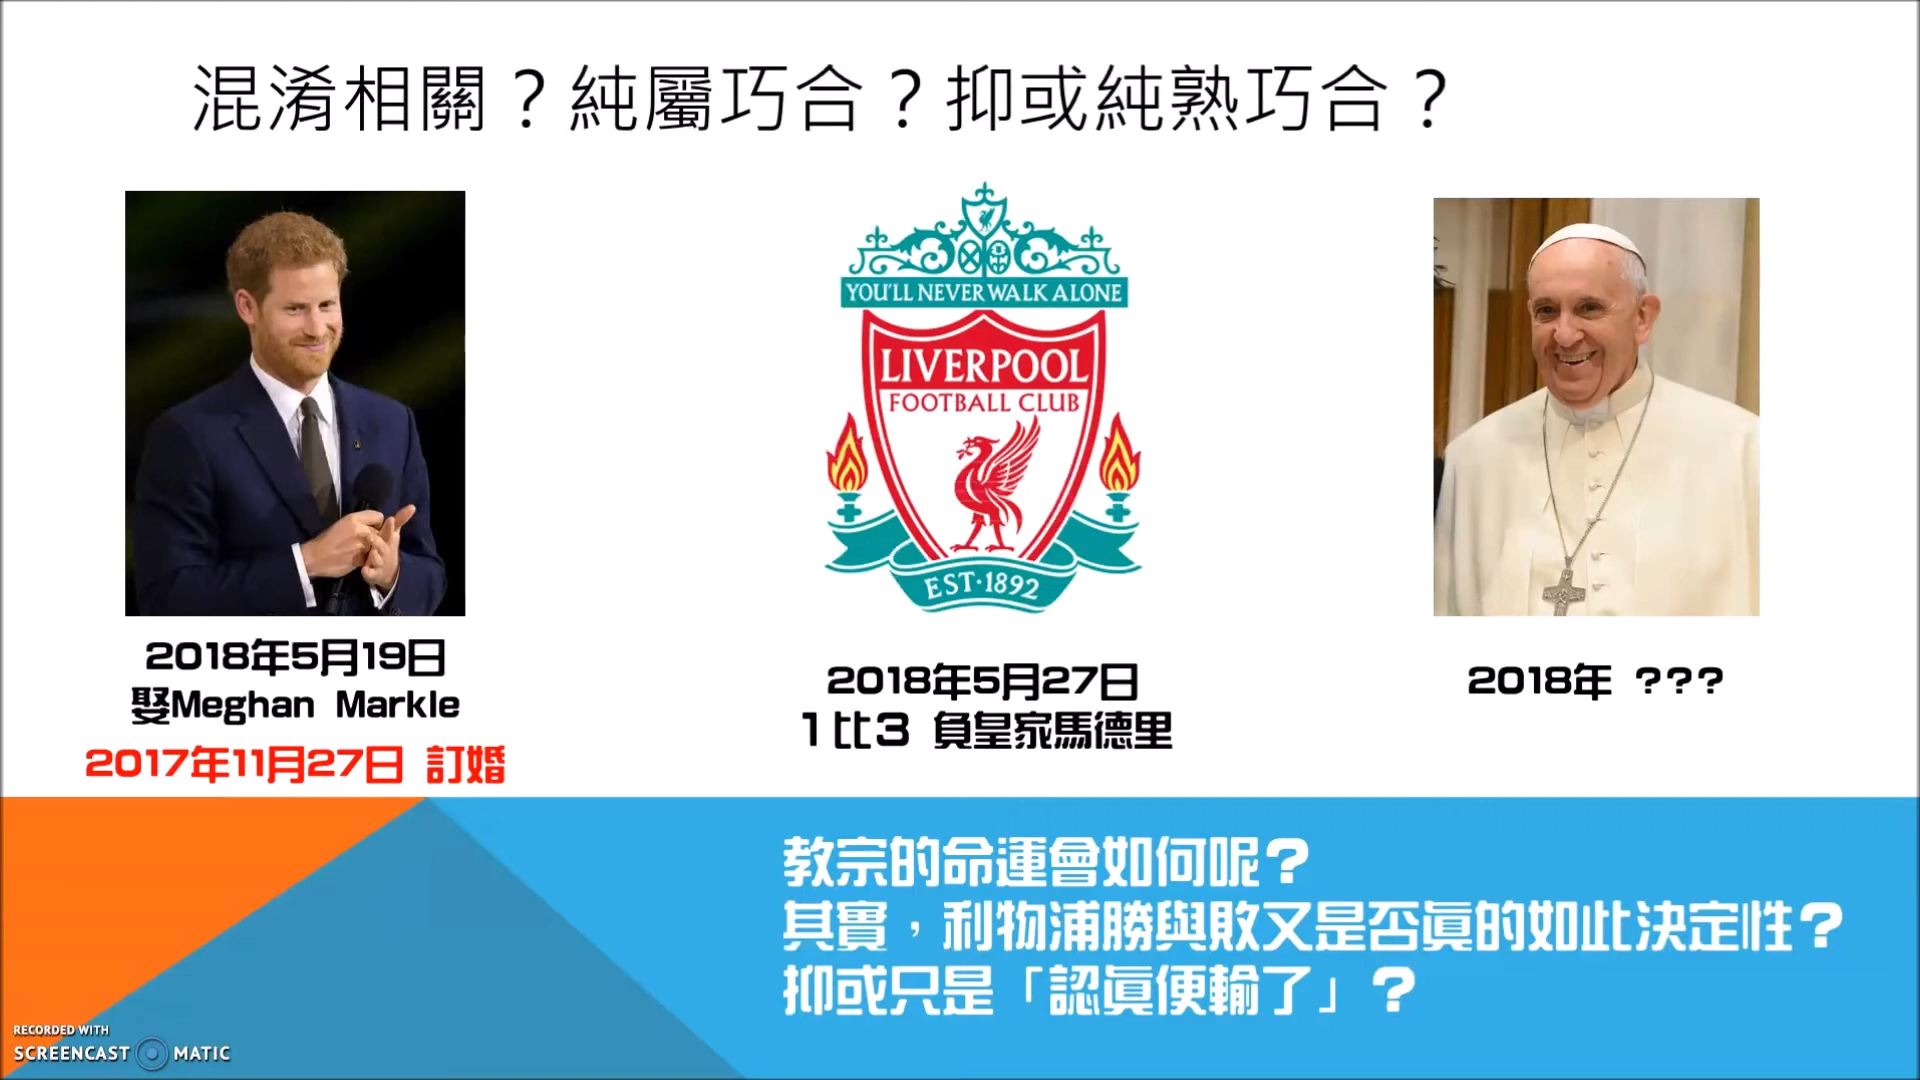 混淆相關？純屬巧合？抑或純熟巧合？
YOU'LL NEVER WALK ALONE
LIVERPOOL
FOOTBALL CLUB
EST·1892
2018年5月19日
娶Meghan Markle
2017年11月27日 訂婚
2018年5月27日
1比3 負皇家馬德里
2018年 ???
教宗的命運會如何呢？
其實，利物浦勝與敗又是否真的如此決定性？
抑或只是「認真便輸了」？
RECORDED WITH
SCREENCAST MATIC